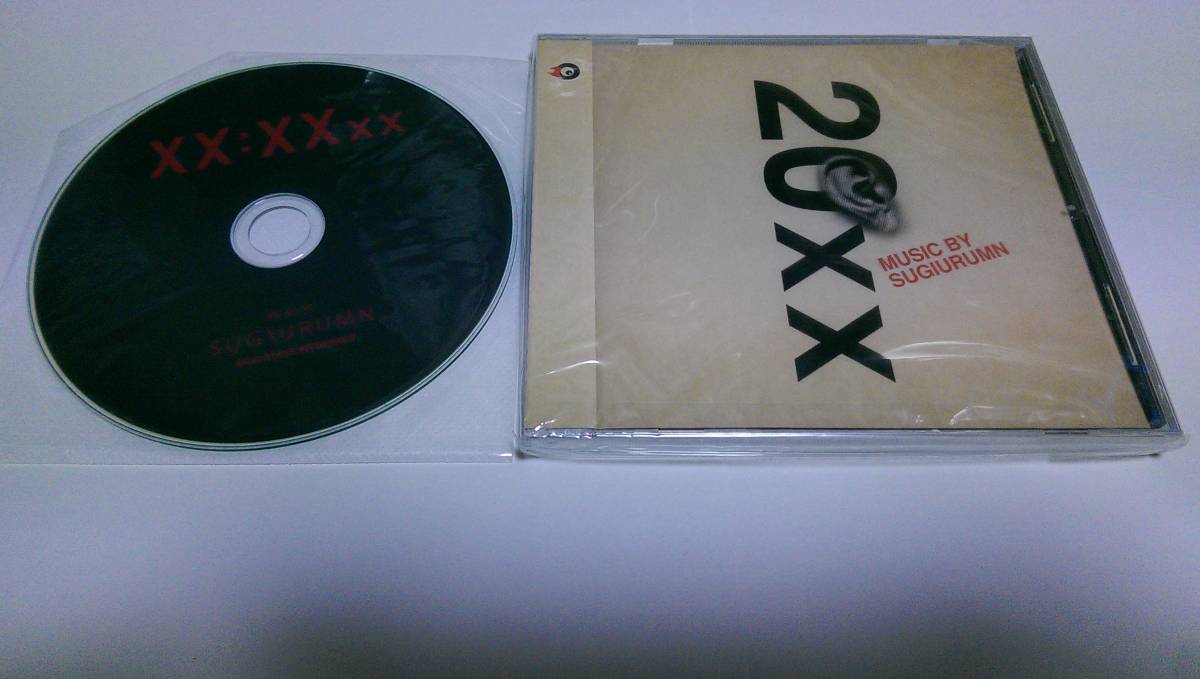 XX:XXXX
SUGIURUMN
20XX
MUSIC BY
SUGIURUMN